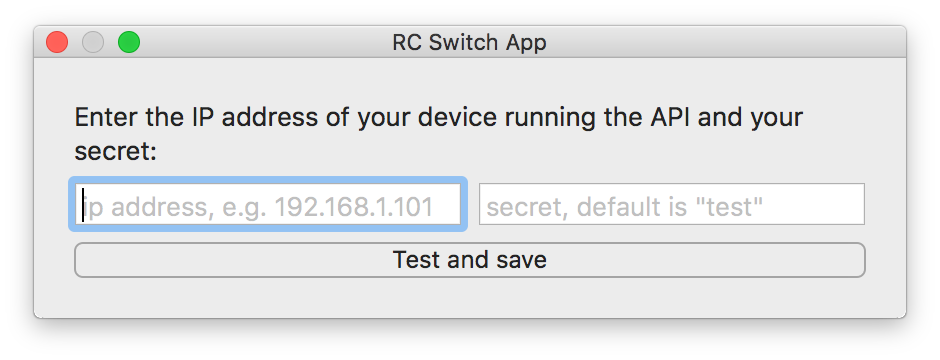 RC Switch App
Enter the IP address of your device running the API and your
secret:
ip address, e.g. 192.168.1.101
secret, default is "test"
Test and save